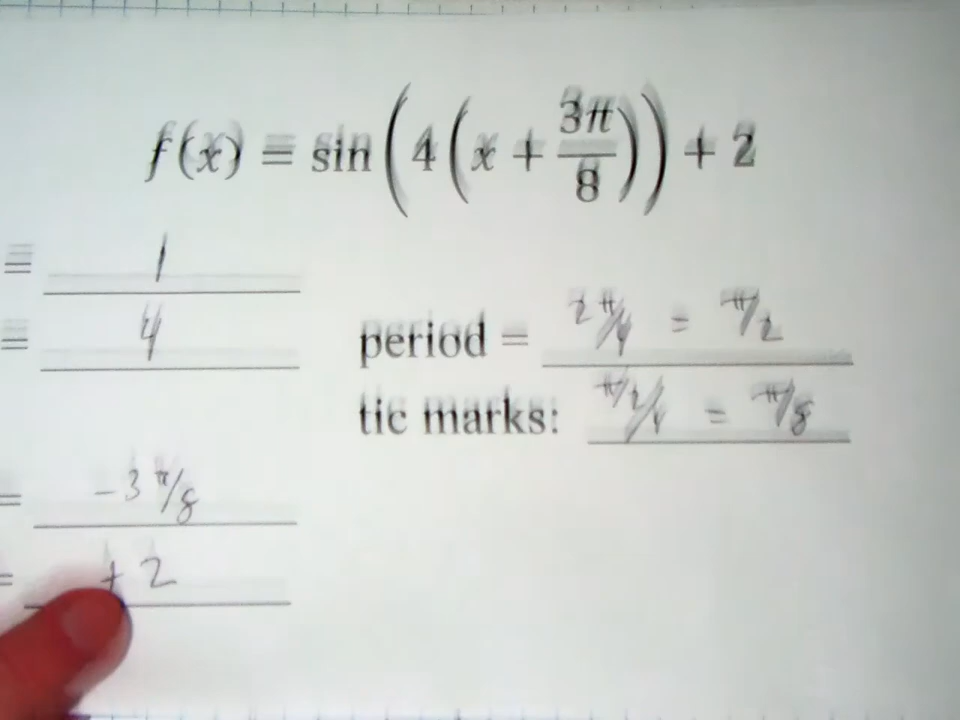 f(x) = sin(4(x + 3π/8)) + 2
= 1
= 4
period = 2π/4 = π/2
tic marks: π/2/4 = π/8
= -3π/8
= +2